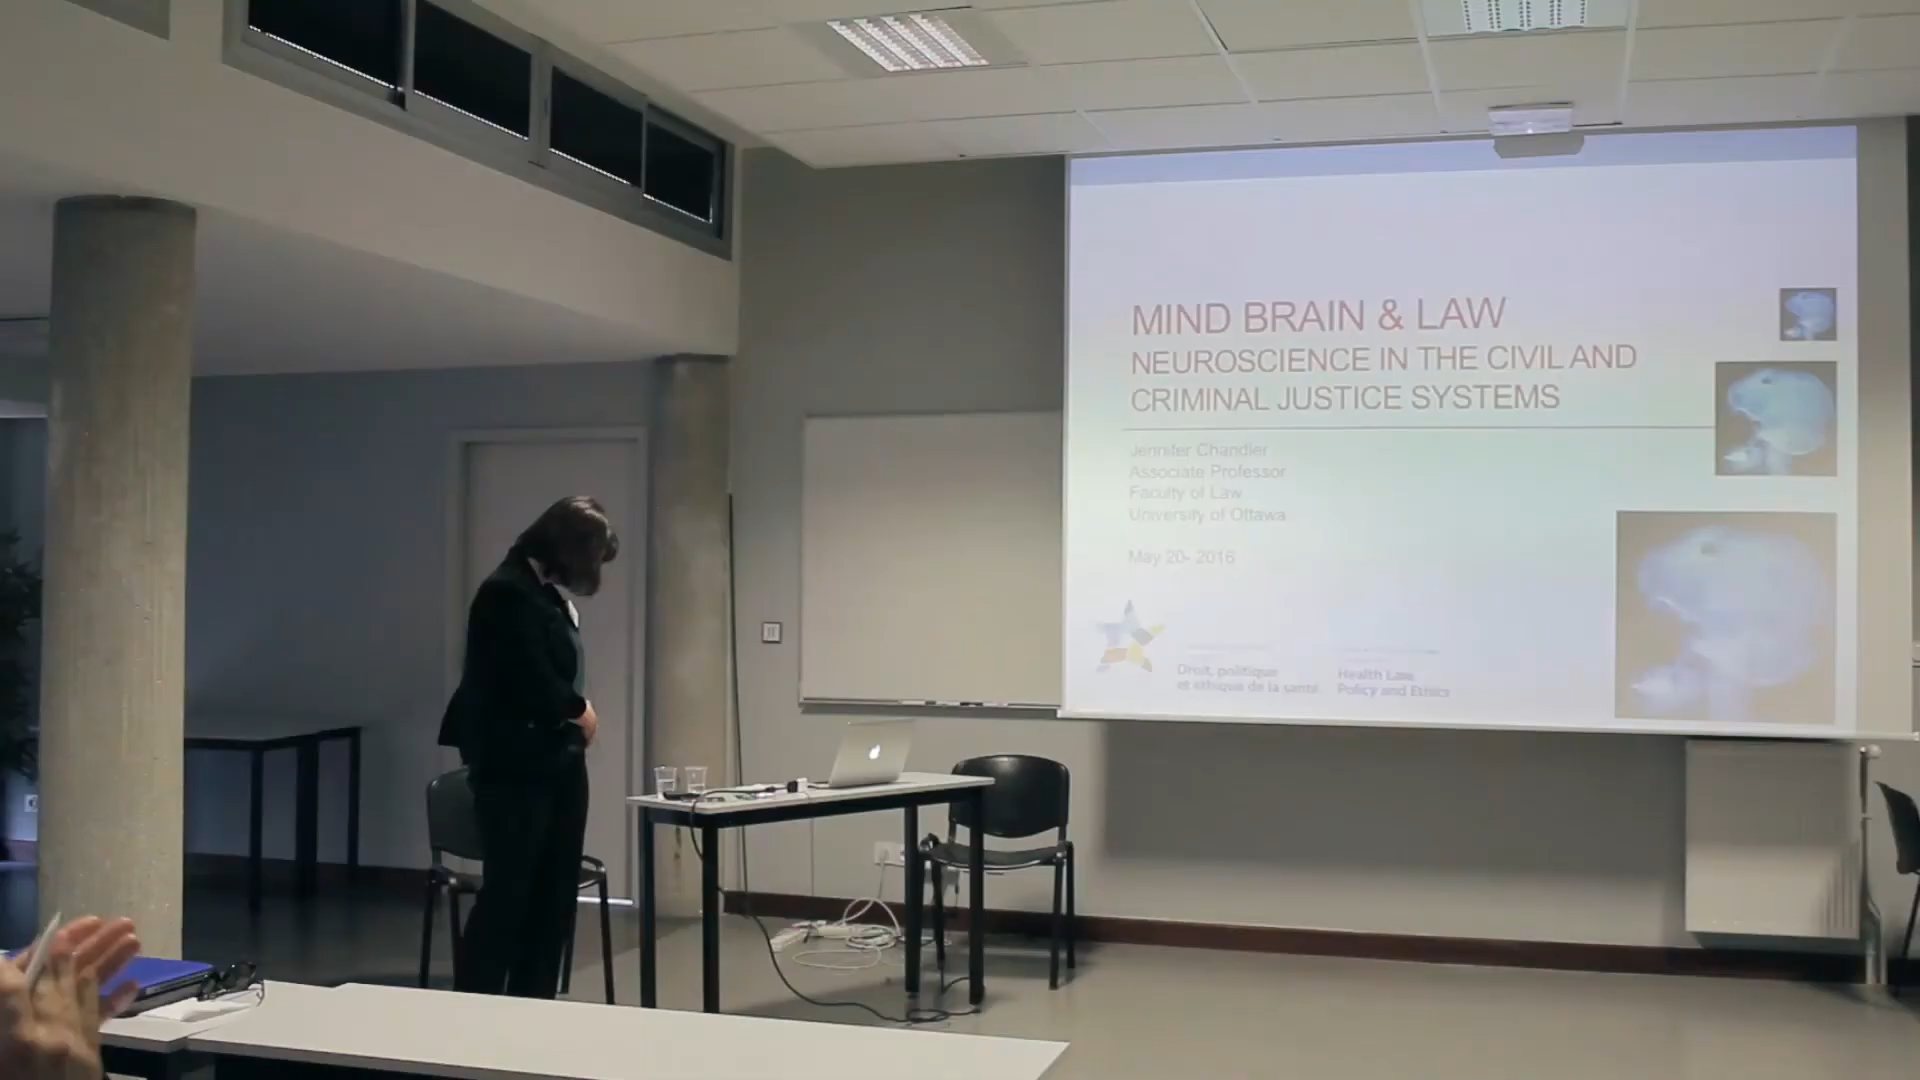 MIND BRAIN & LAW
NEUROSCIENCE IN THE CIVIL AND
CRIMINAL JUSTICE SYSTEMS
Jennifer Chandler
Associate Professor
Faculty of Law
University of Ottawa
May 20- 2016
Droit, politique
et éthique de la santé
Health Law,
Policy and Ethics